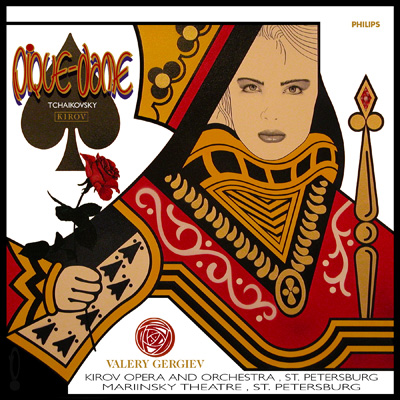 PHILIPS
PIQUE-DAME
TCHAIKOVSKY
KIROV
VALERY GERGIEV
KIROV OPERA AND ORCHESTRA , ST. PETERSBURG
MARIINSKY THEATRE , ST. PETERSBURG